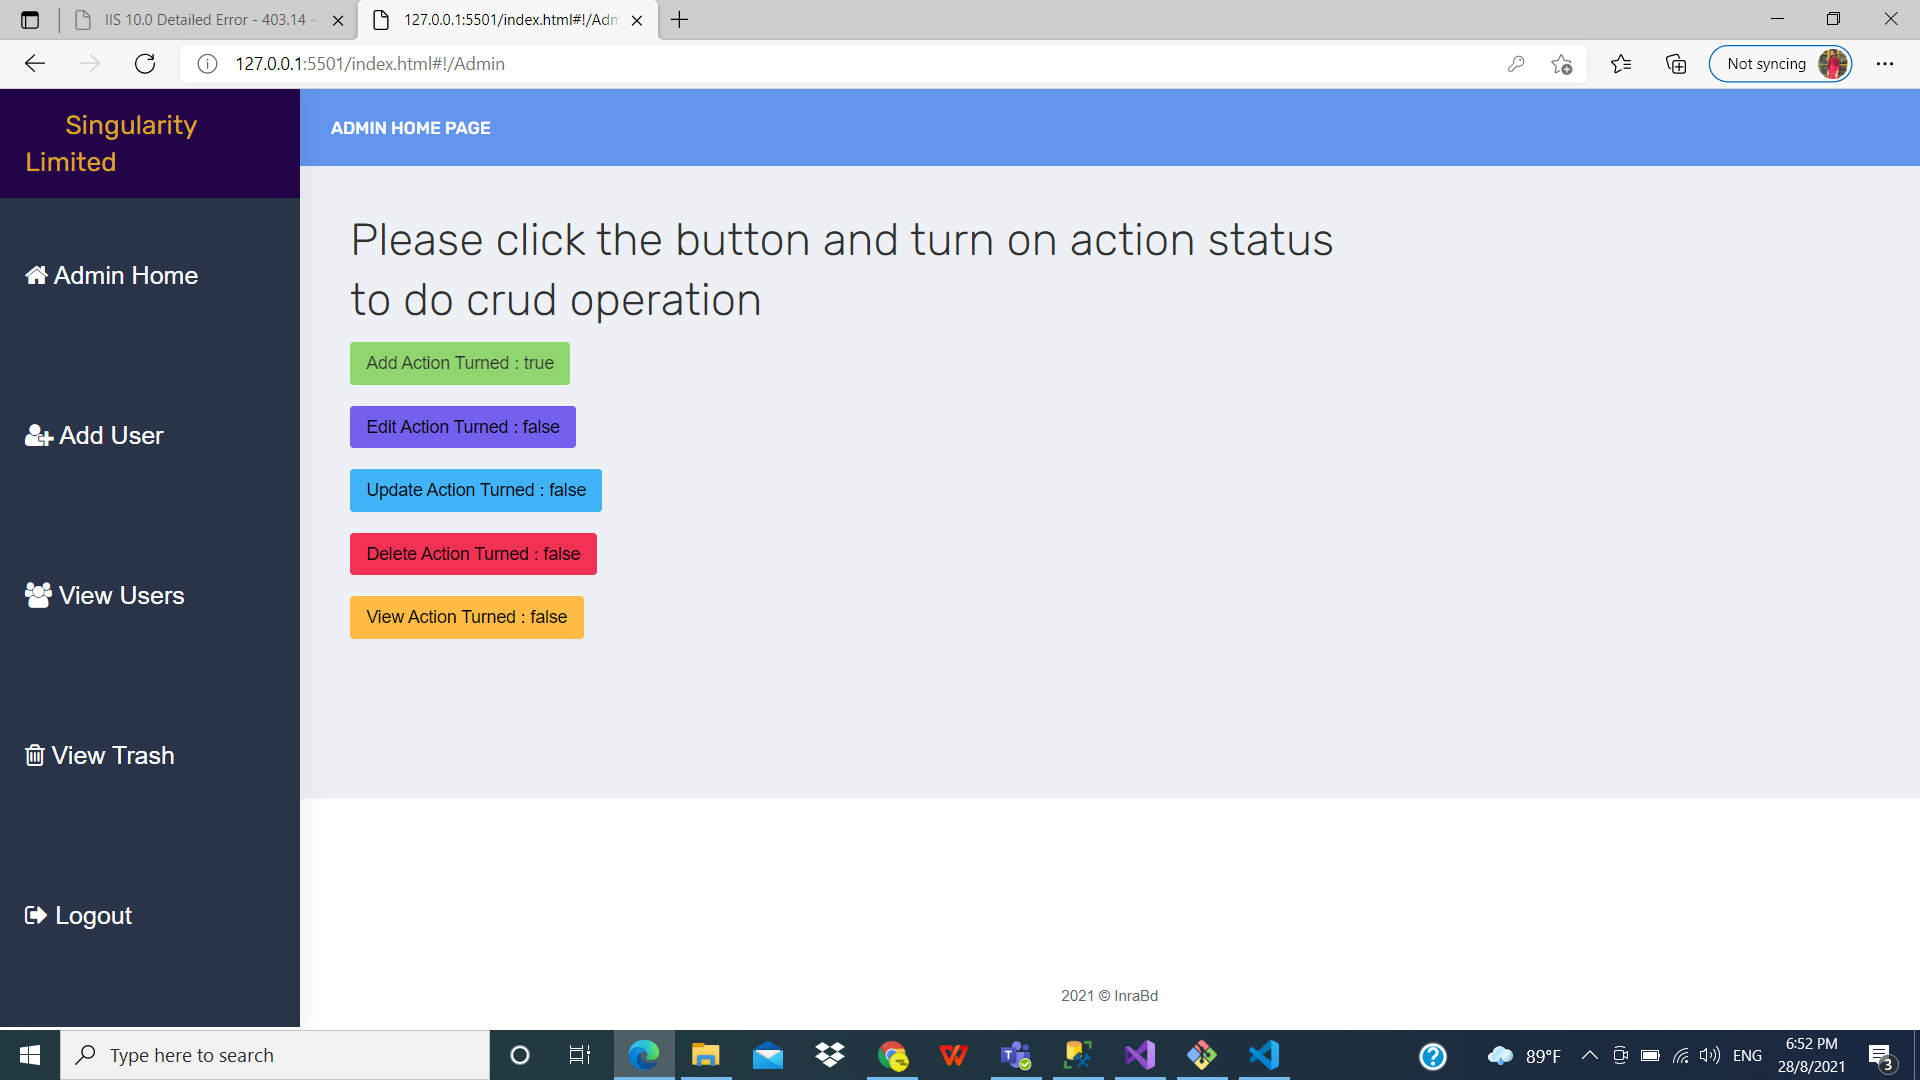 IIS 10.0 Detailed Error - 403.14 -
127.0.0.1:5501/index.html#!/Adm
127.0.0.1:5501/index.html#!/Admin
Not syncing
Singularity
Limited
ADMIN HOME PAGE
Admin Home
Add User
View Users
View Trash
Logout
Please click the button and turn on action status
to do crud operation
Add Action Turned : true
Edit Action Turned : false
Update Action Turned : false
Delete Action Turned : false
View Action Turned : false
2021 © InraBd
Type here to search
89°F
ENG
6:52 PM
28/8/2021
3